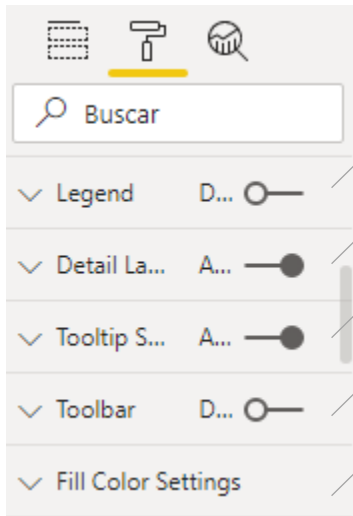 Buscar
Legend D...
Detail La... A...
Tooltip S... A...
Toolbar D...
Fill Color Settings